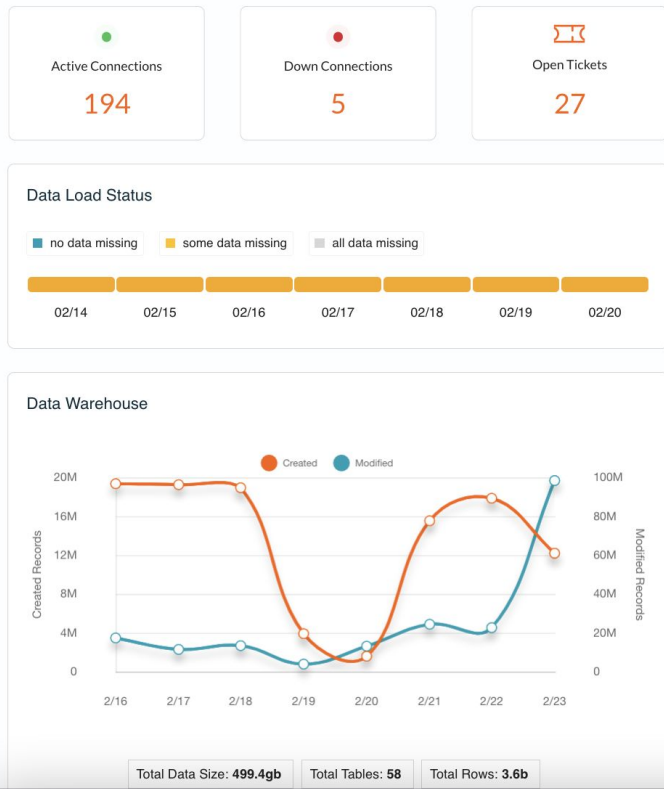 Active Connections
194
Down Connections
5
Open Tickets
27
Data Load Status
no data missing
some data missing
all data missing
02/14 02/15 02/16 02/17 02/18 02/19 02/20
Data Warehouse
Created Modified
20M 100M
16M 80M
12M 60M
8M 40M
4M 20M
0 0
Created Records
Modified Records
2/16 2/17 2/18 2/19 2/20 2/21 2/22 2/23
Total Data Size: 499.4gb
Total Tables: 58
Total Rows: 3.6b